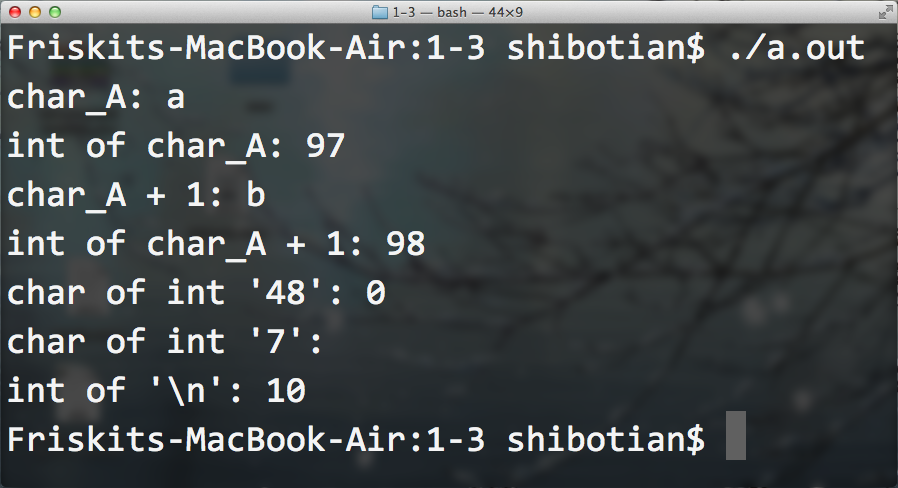 1-3 — bash — 44×9
Friskits-MacBook-Air:1-3 shibotian$ ./a.out
char_A: a
int of char_A: 97
char_A + 1: b
int of char_A + 1: 98
char of int '48': 0
char of int '7':
int of '\n': 10
Friskits-MacBook-Air:1-3 shibotian$